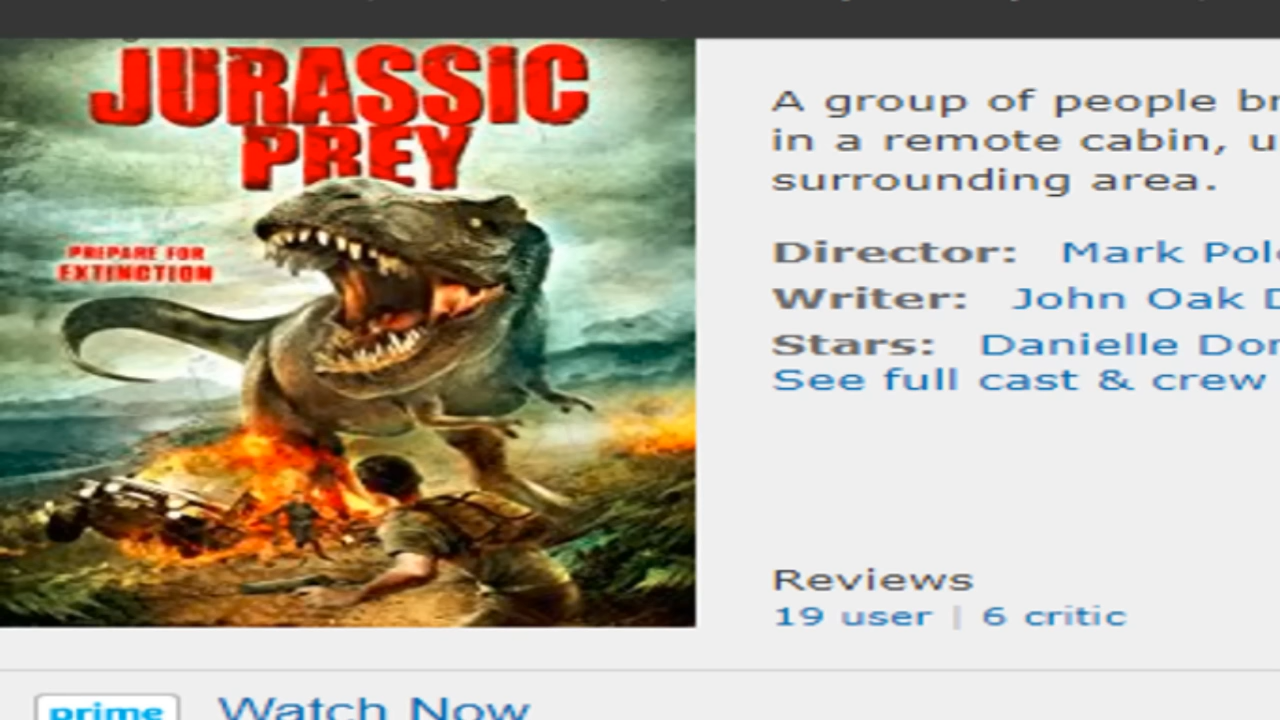 JURASSIC
PREY
PREPARE FOR
EXTINCTION
A group of people
in a remote cabin,
surrounding area.
Director: Mark
Writer: John Oak
Stars: Danielle
See full cast & crew
Reviews
19 user | 6 critic
prime
Watch Now